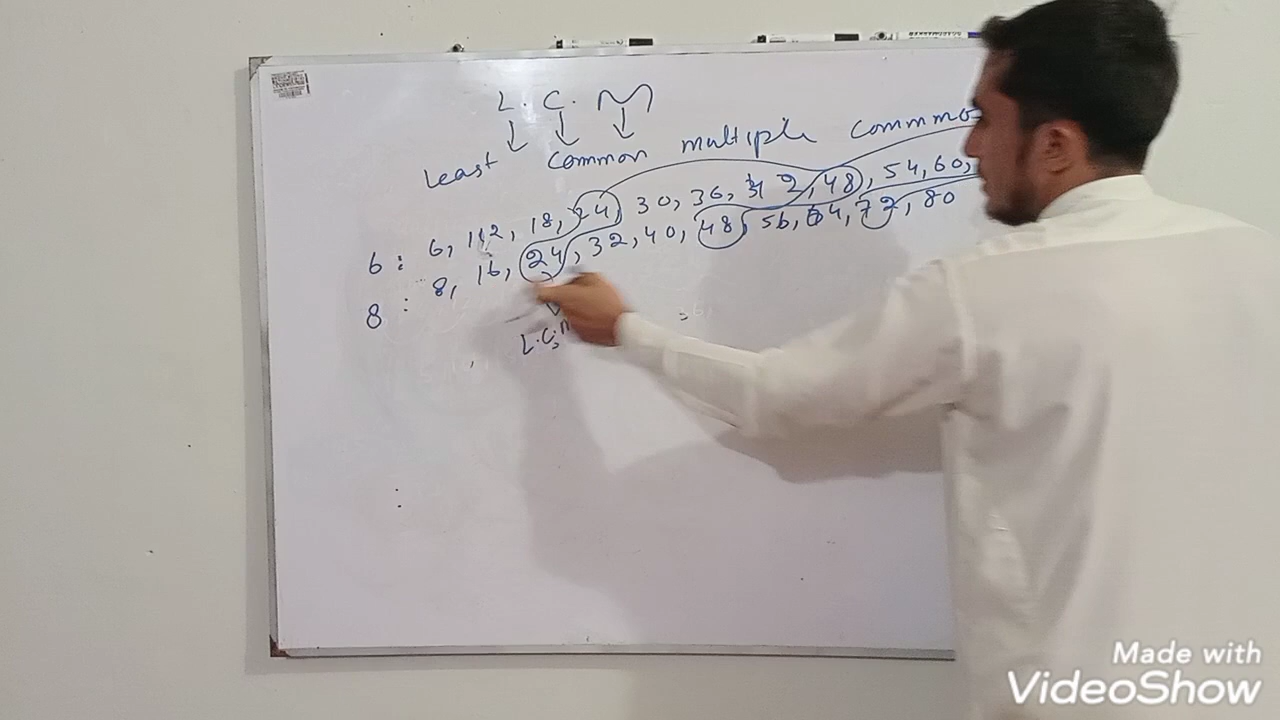 L. C. M
Least common multiple commmo
6: 6, 12, 18, 24, 30, 36, 42, 48, 54, 60,
8: 8, 16, 24, 32, 40, 48, 56, 64, 72, 80
L.C.M
Made with
VideoShow